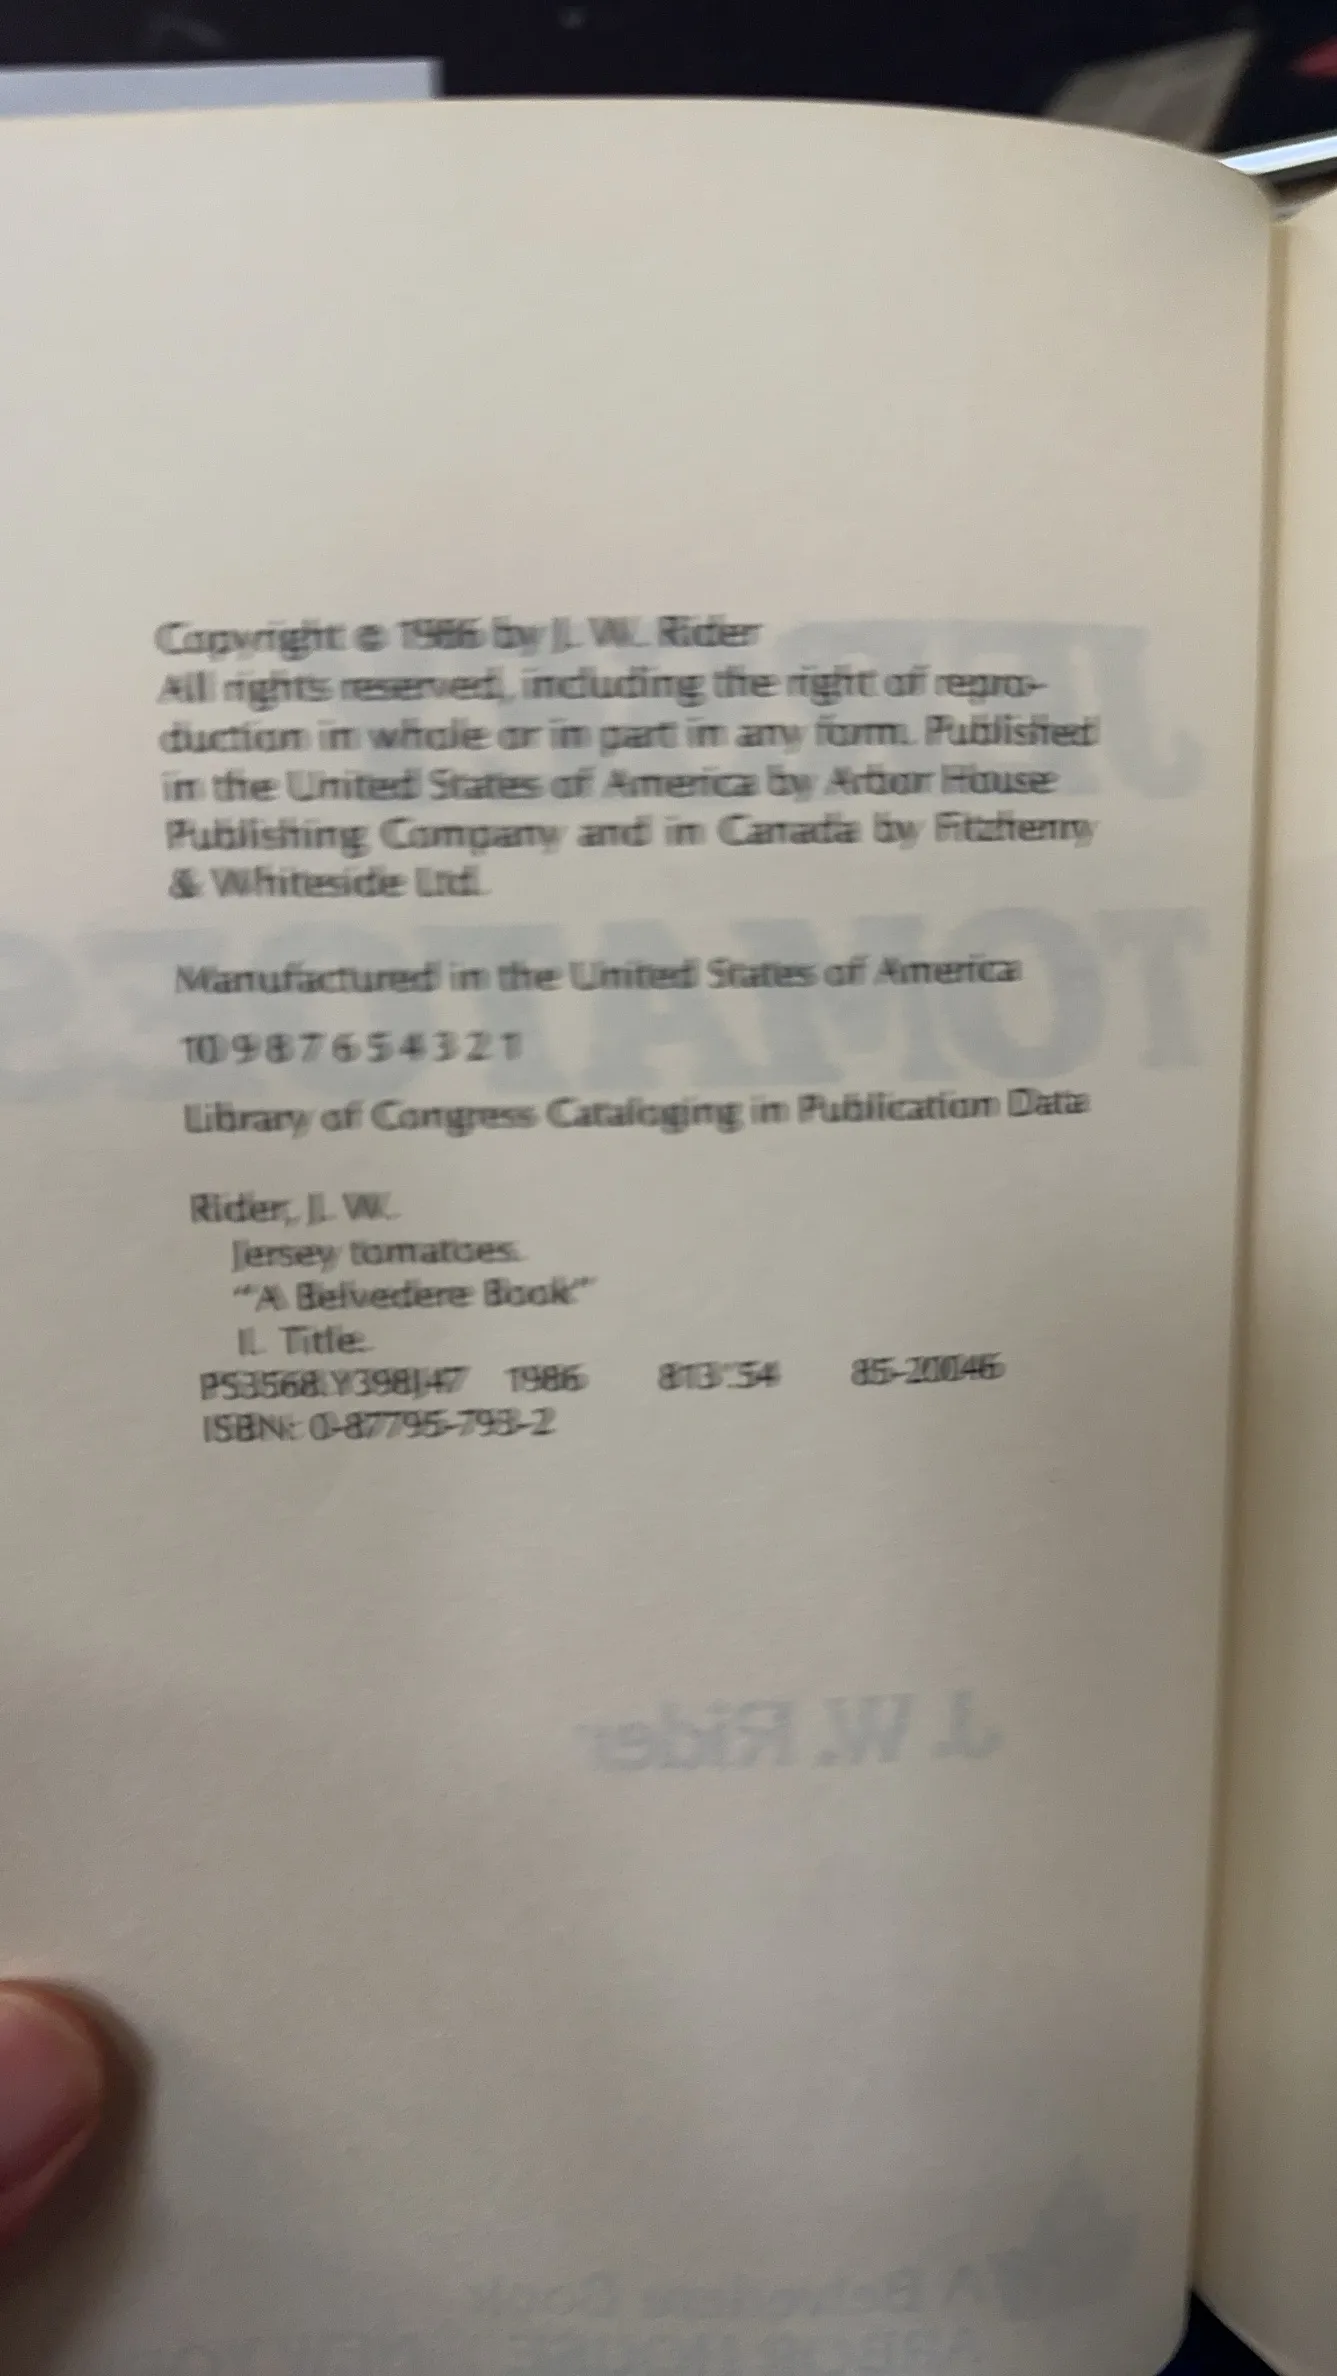 Copyright © 1986 by J. W. Rider
All rights reserved, including the right of repro-
duction in whole or in part in any form. Published
in the United States of America by Arbor House
Publishing Company and in Canada by Fitzhenry
& Whiteside Ltd.
Manufactured in the United States of America
10 9 8 7 6 5 4 3 2 1
Library of Congress Cataloging in Publication Data
Rider, J. W.
Jersey tomatoes.
"A Belvedere Book"
I. Title.
1986 813'.54 85-20046
ISBN: 0-87795-793-2
TOMATOES
J. W. Rider